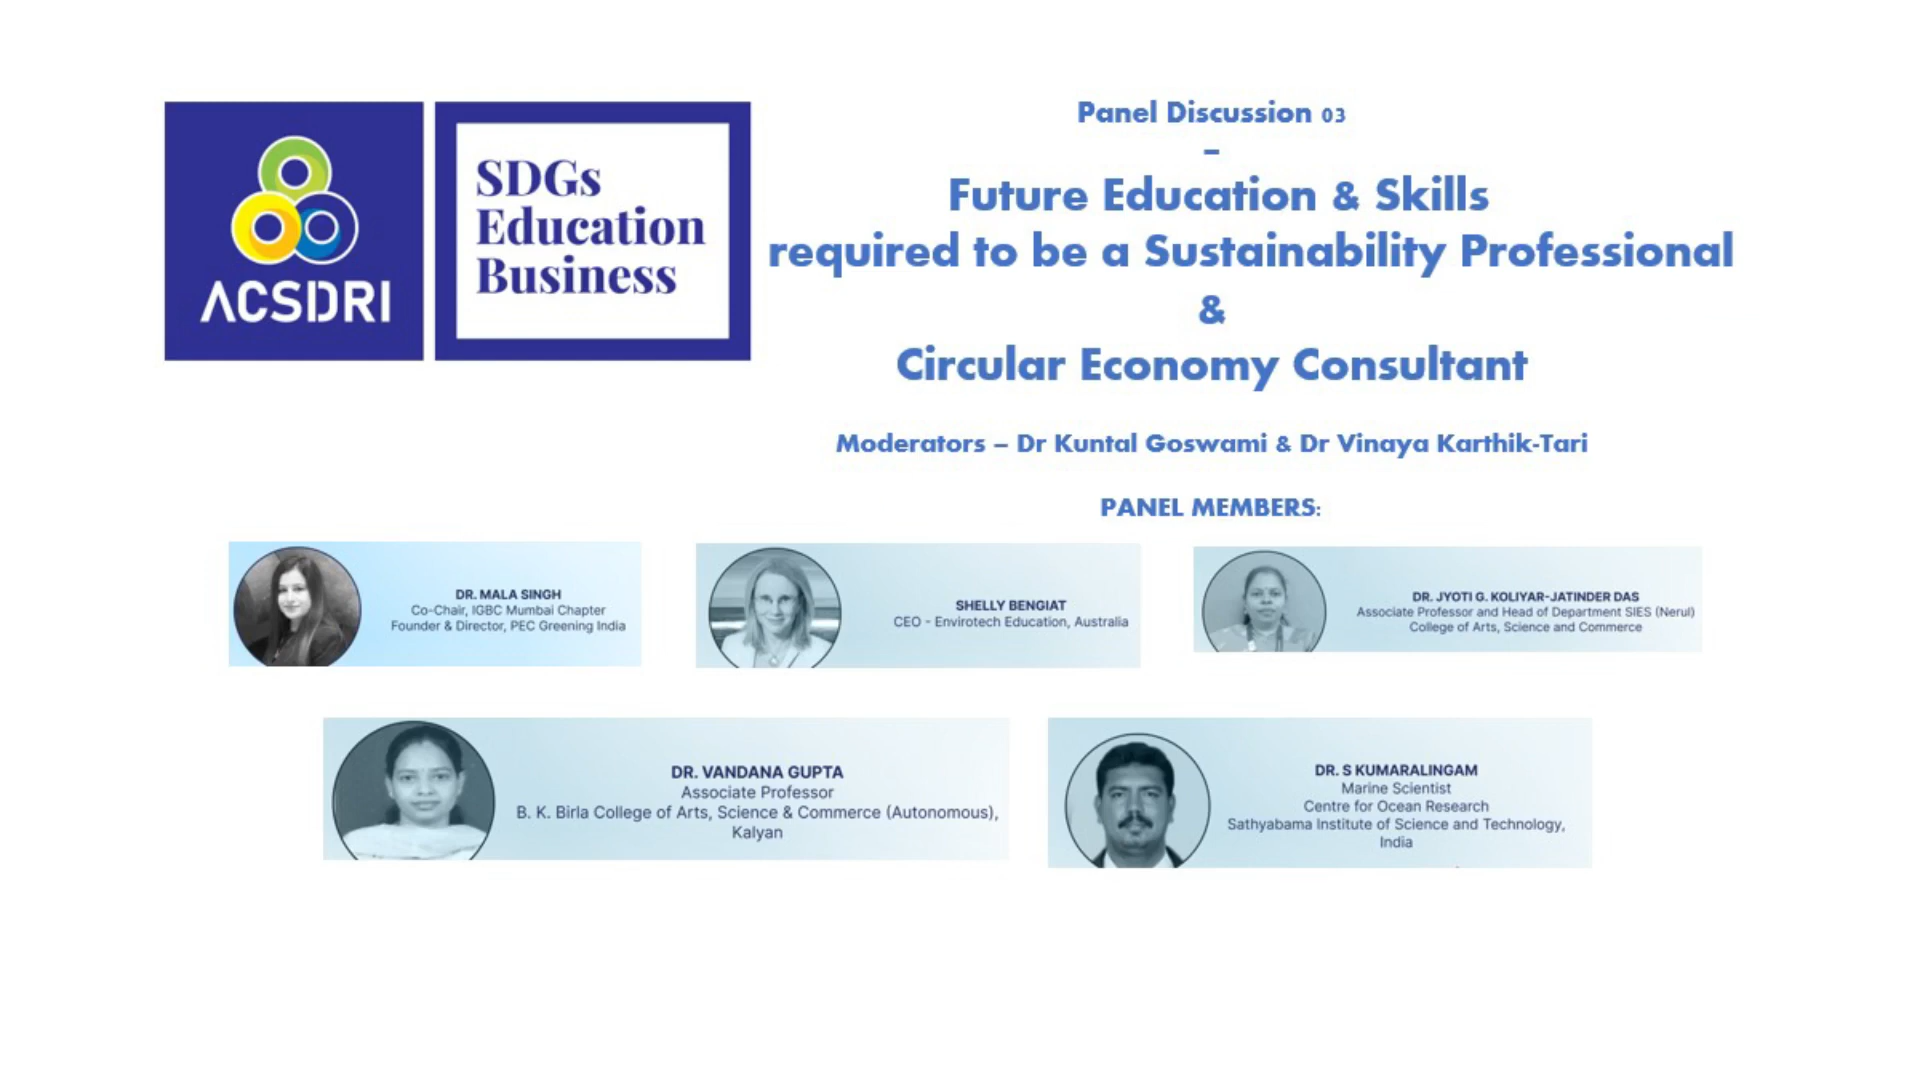 ACSDRI
SDGs
Education
Business
Panel Discussion 03
–
Future Education & Skills
required to be a Sustainability Professional
&
Circular Economy Consultant
Moderators – Dr Kuntal Goswami & Dr Vinaya Karthik-Tari
PANEL MEMBERS:
DR. MALA SINGH
Co-Chair, IGBC Mumbai Chapter
Founder & Director, PEC Greening India
SHELLY BENGIAT
CEO - Envirotech Education, Australia
DR. JYOTI G. KOLIYAR-JATINDER DAS
Associate Professor and Head of Department SIES (Nerul)
College of Arts, Science and Commerce
DR. VANDANA GUPTA
Associate Professor
B. K. Birla College of Arts, Science & Commerce (Autonomous),
Kalyan
DR. S KUMARALINGAM
Marine Scientist
Centre for Ocean Research
Sathyabama Institute of Science and Technology,
India